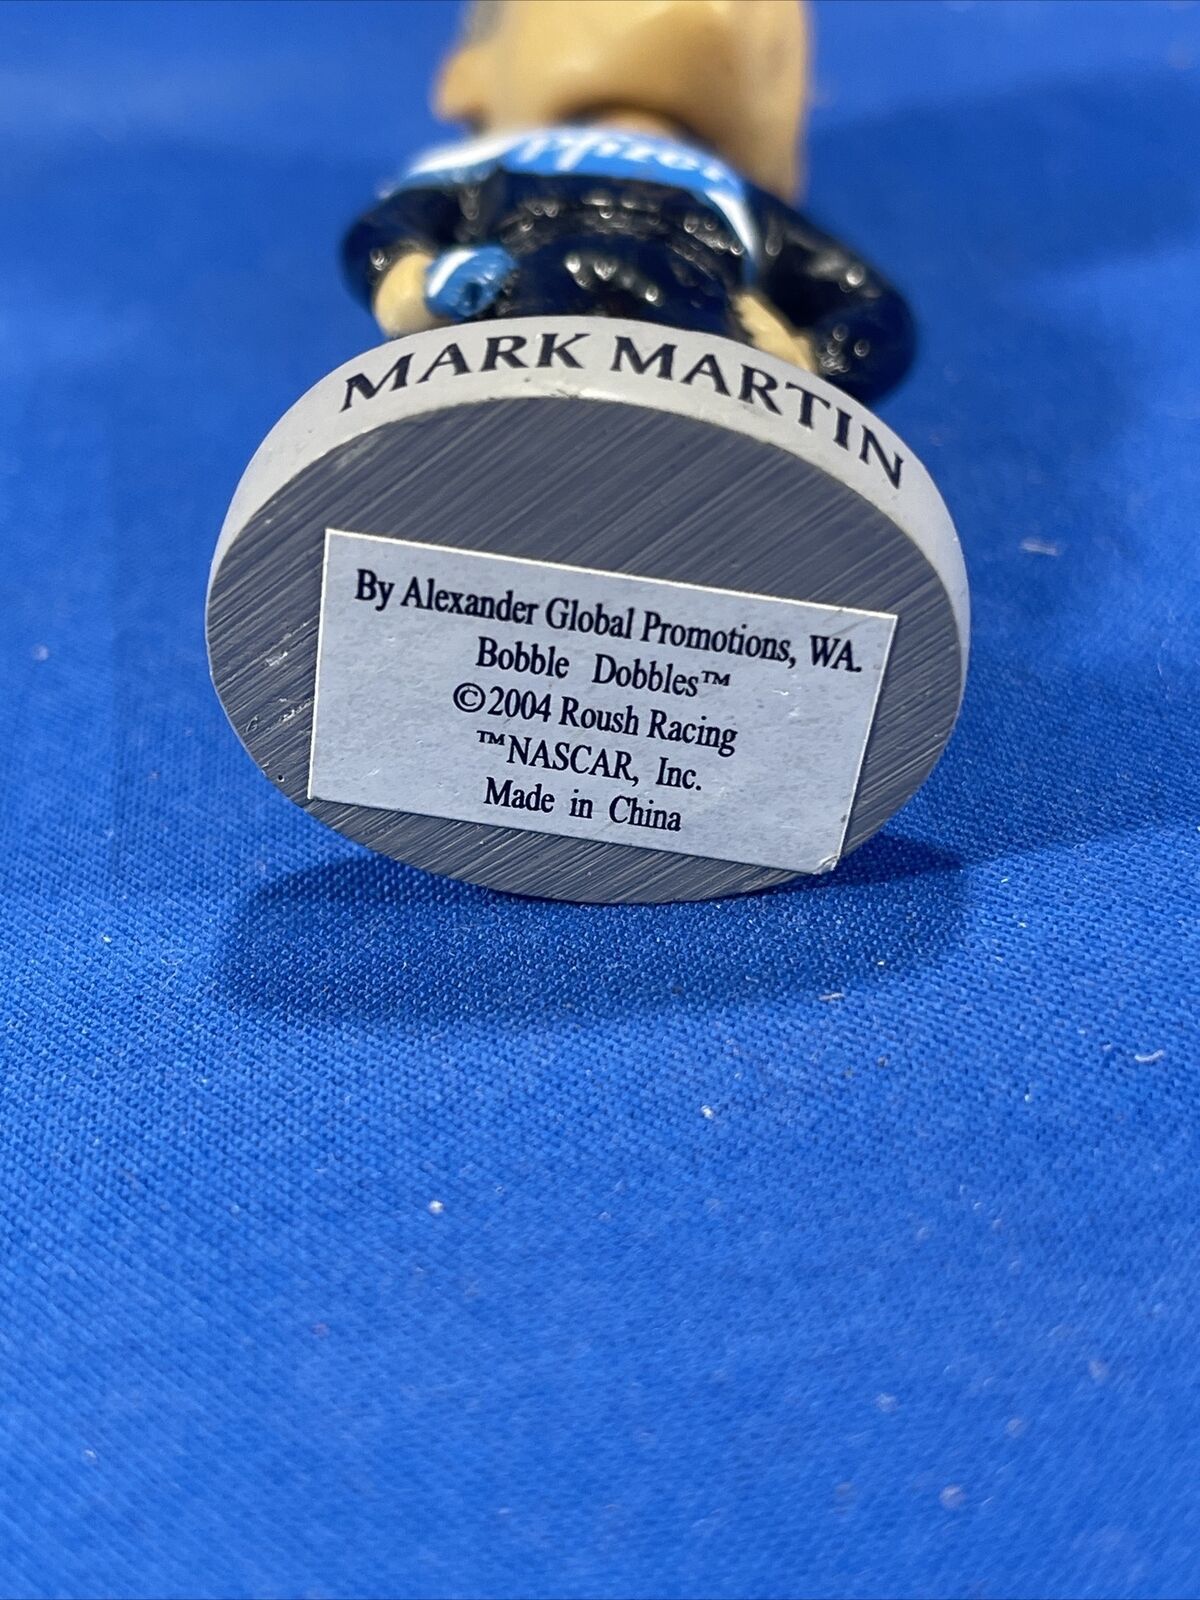 Pfizer
MARK MARTIN
By Alexander Global Promotions, WA.
Bobble Dobbles™
©2004 Roush Racing
™NASCAR, Inc.
Made in China